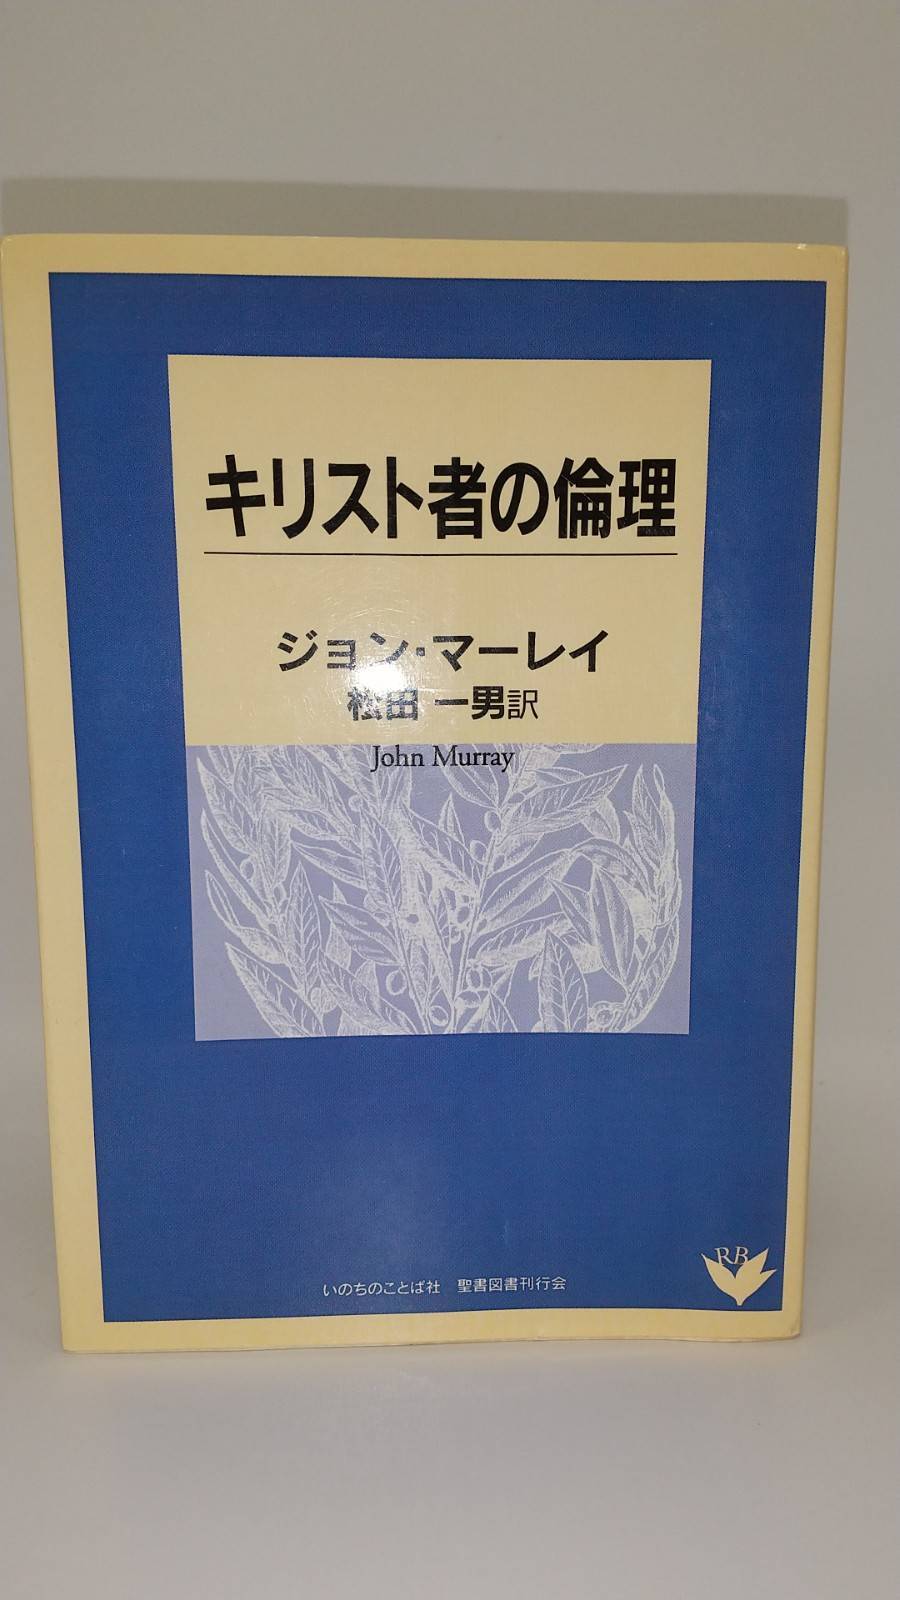 キリスト者の倫理
ジョン・マーレイ
松田 一男訳
John Murray
RB
いのちのことば社 聖書図書刊行会